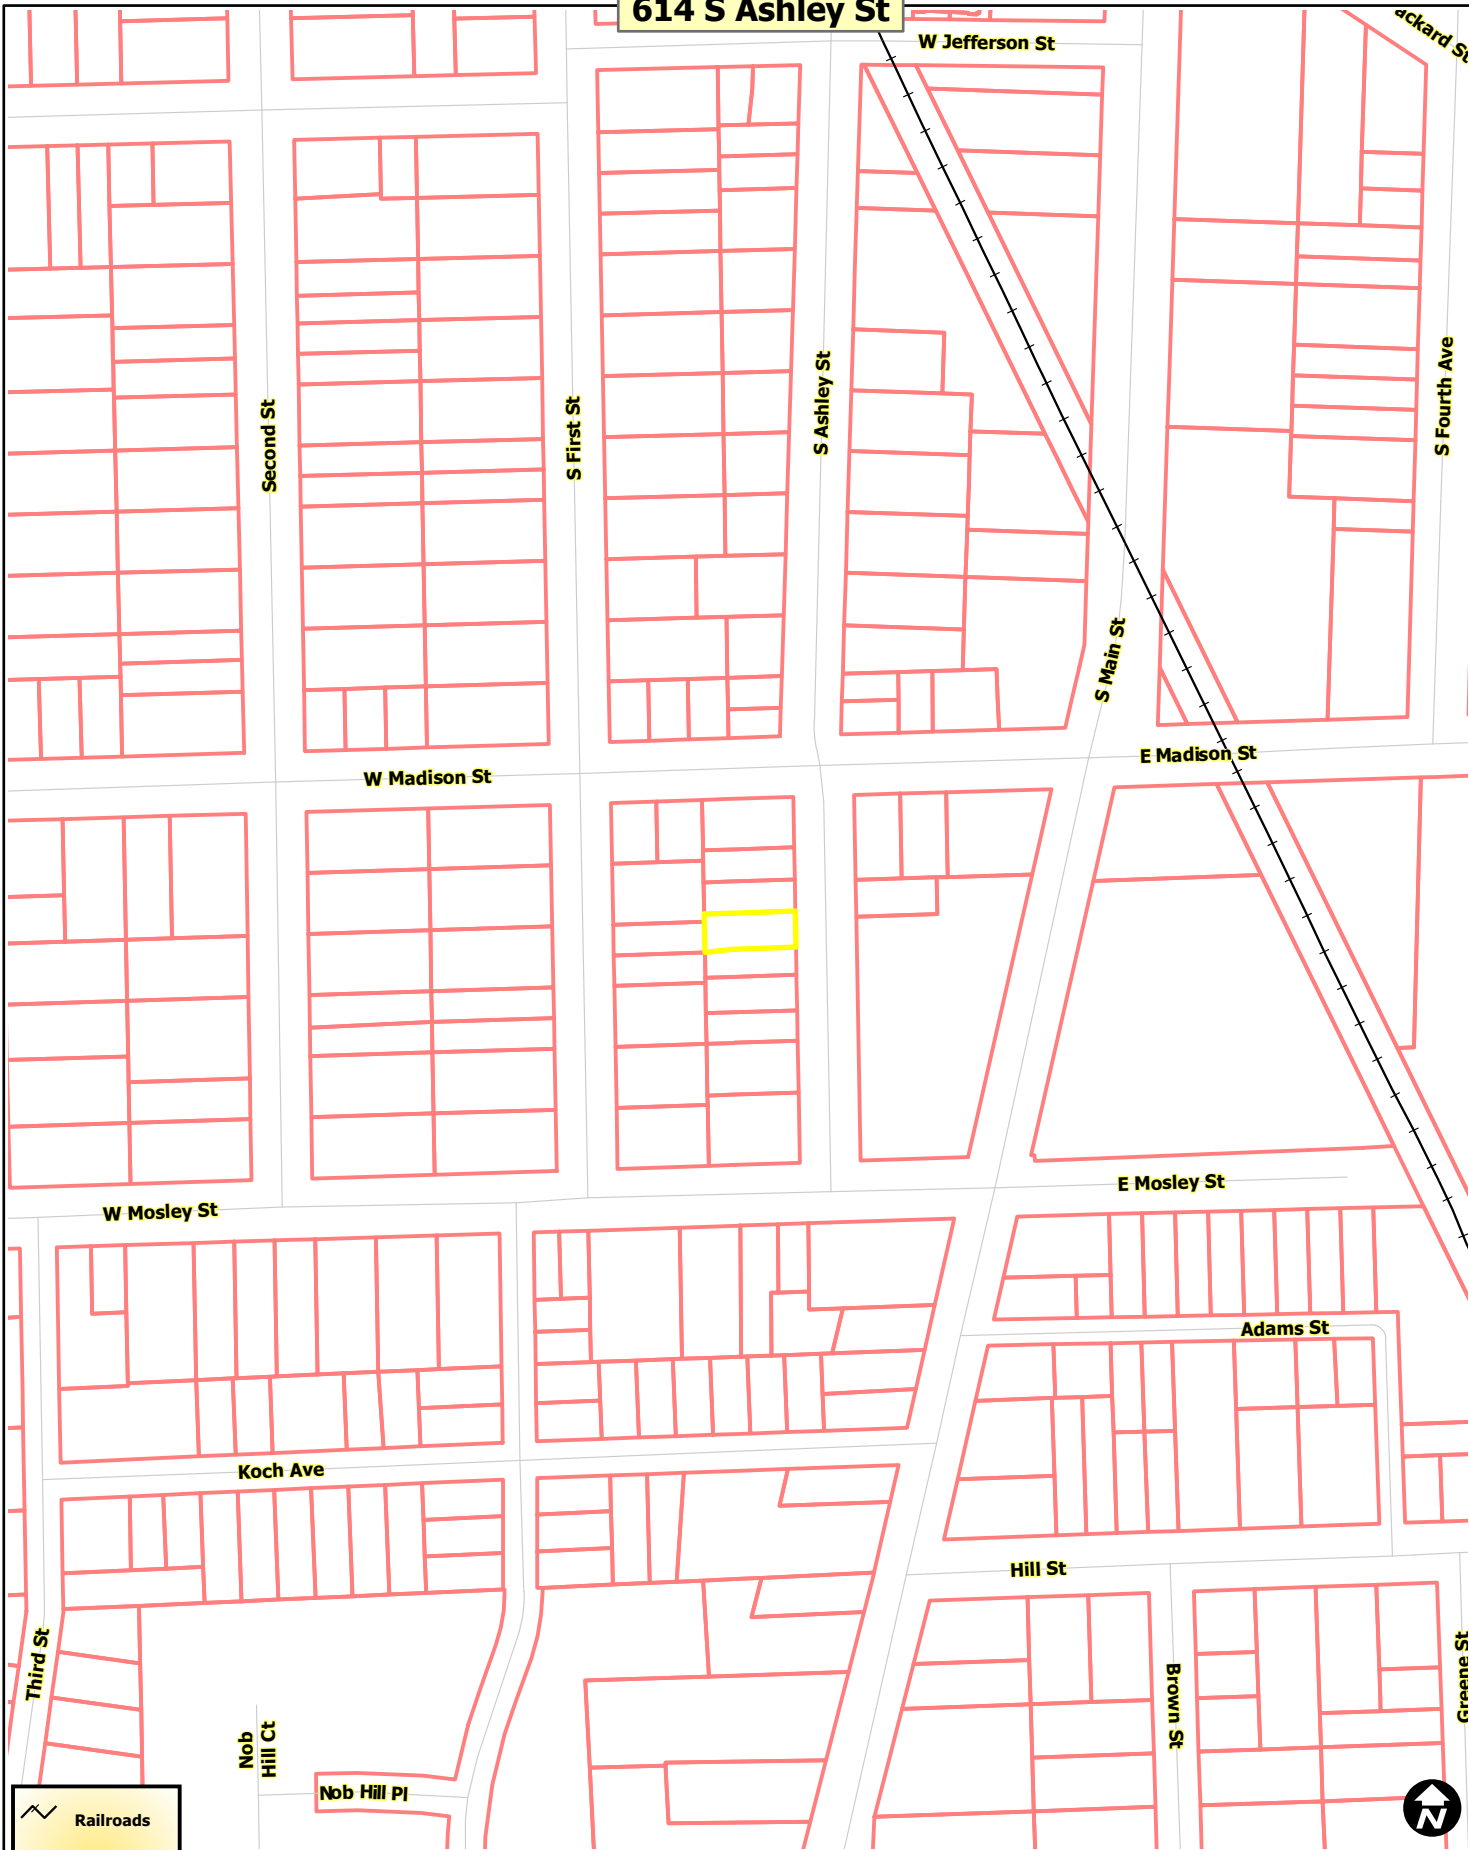 614 S Ashley St
W Jefferson St
ackard St
S Fourth Ave
S Ashley St
Second St
S First St
S Main St
E Madison St
W Madison St
E Mosley St
W Mosley St
Adams St
Koch Ave
Hill St
Third St
Greene St
Brown St
Nob
Hill Ct
Nob Hill Pl
Railroads
N